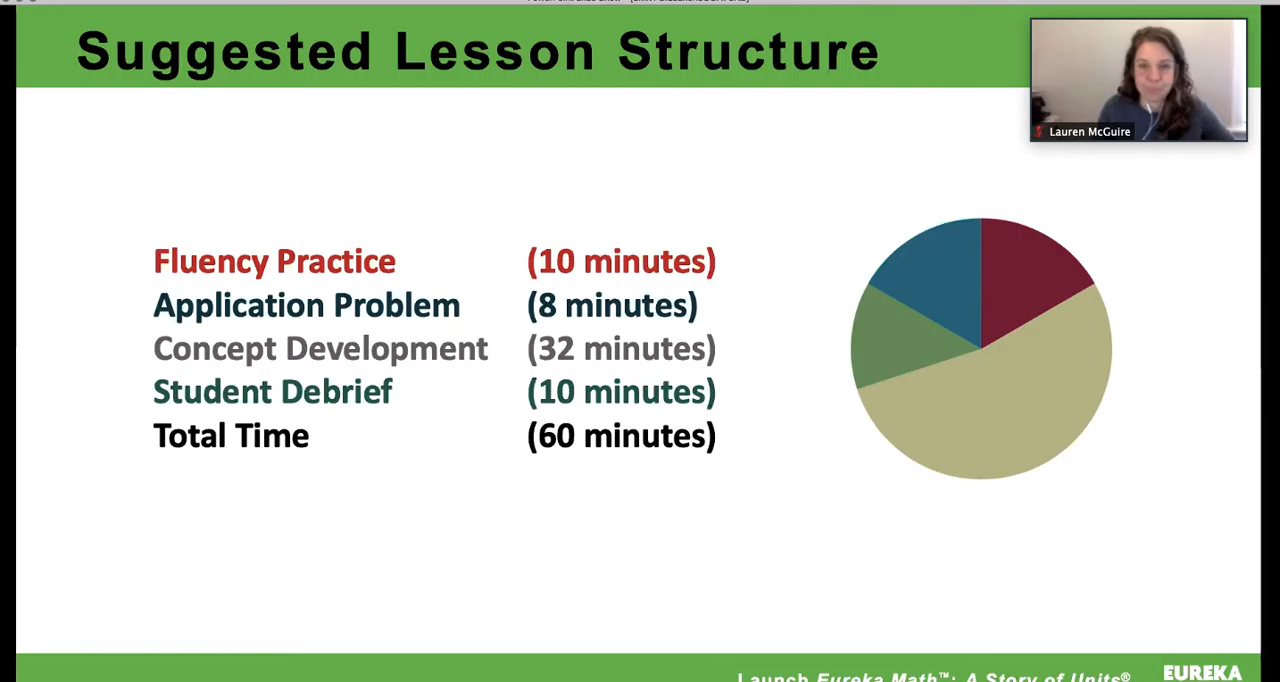 Suggested Lesson Structure
Lauren McGuire
Fluency Practice (10 minutes)
Application Problem (8 minutes)
Concept Development (32 minutes)
Student Debrief (10 minutes)
Total Time (60 minutes)
Launch Eureka Math™: A Story of Units®
EUREKA